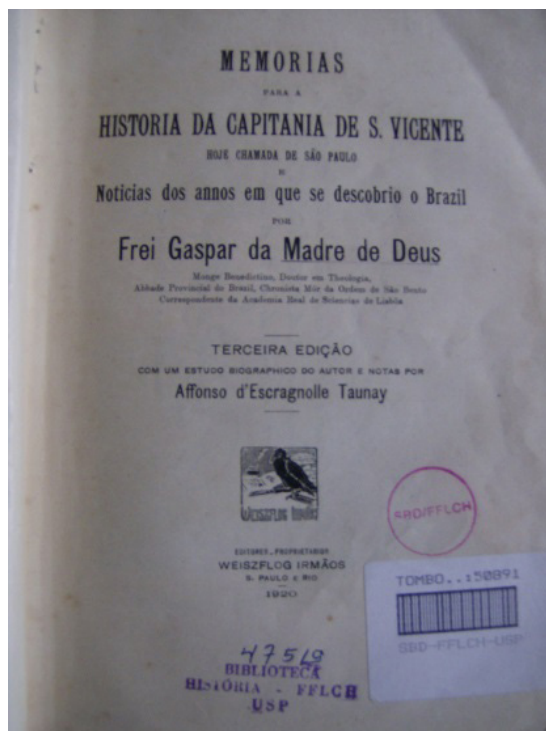 MEMORIAS
PARA A
HISTORIA DA CAPITANIA DE S. VICENTE
HOJE CHAMADA DE SÃO PAULO
E
Noticias dos annos em que se descobrio o Brazil
POR
Frei Gaspar da Madre de Deus
Monge Benedictino, Doutor em Theologia,
Abbade Provincial do Brasil, Chronista Mór da Ordem de São Bento
Correspondente da Academia Real de Sciencias de Lisbôa
TERCEIRA EDIÇÃO
COM UM ESTUDO BIOGRAPHICO DO AUTOR E NOTAS POR
Affonso d'Escragnolle Taunay
WEISZFLOG IRMÃOS
EDITORES-PROPRIETARIOS
WEISZFLOG IRMÃOS
S. PAULO E RIO
1920
SBD/FFLCH
TOMBO..:50891
SBD-FFLCH-USP
47519
BIBLIOTECA
HISTÓRIA - FFLCH
USP